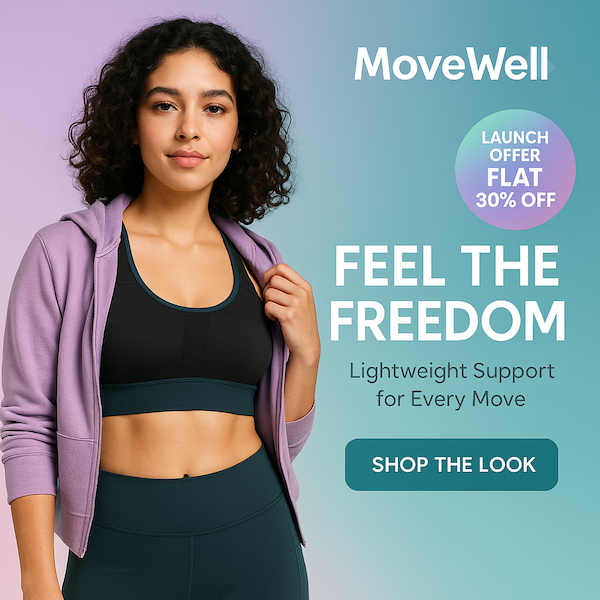 MoveWell
LAUNCH
OFFER
FLAT
30% OFF
FEEL THE
FREEDOM
Lightweight Support
for Every Move
SHOP THE LOOK